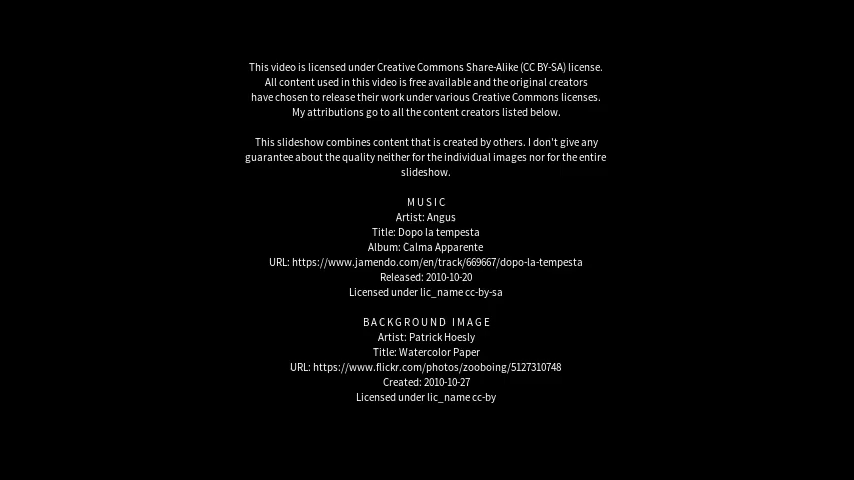 This video is licensed under Creative Commons Share-Alike (CC BY-SA) license.
All content used in this video is free available and the original creators
have chosen to release their work under various Creative Commons licenses.
My attributions go to all the content creators listed below.
This slideshow combines content that is created by others. I don't give any
guarantee about the quality neither for the individual images nor for the entire
slideshow.
MUSIC
Artist: Angus
Title: Dopo la tempesta
Album: Calma Apparente
URL: https://www.jamendo.com/en/track/669667/dopo-la-tempesta
Released: 2010-10-20
Licensed under lic_name cc-by-sa
BACKGROUND IMAGE
Artist: Patrick Hoesly
Title: Watercolor Paper
URL: https://www.flickr.com/photos/zooboing/5127310748
Created: 2010-10-27
Licensed under lic_name cc-by